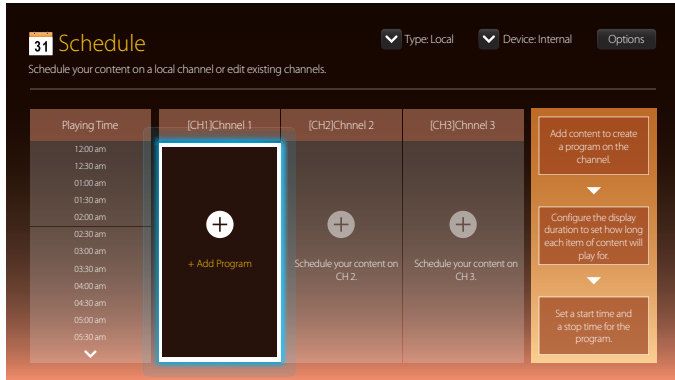 31 Schedule
Type: Local
Device: Internal
Options
Schedule your content on a local channel or edit existing channels.
Playing Time
12:00 am
12:30 am
01:00 am
01:30 am
02:00 am
02:30 am
03:00 am
03:30 am
04:00 am
04:30 am
05:00 am
05:30 am
[CH1]Chnnel 1
+ Add Program
[CH2]Chnnel 2
Schedule your content on
CH 2.
[CH3]Chnnel 3
Schedule your content on
CH 3.
Add content to create
a program on the
channel.
Configure the display
duration to set how long
each item of content will
play for.
Set a start time and
a stop time for the
program.